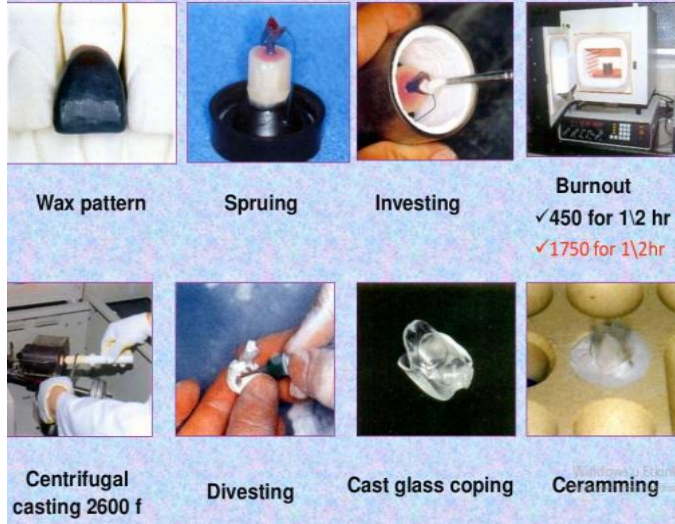 Wax pattern
Spruing
Investing
Burnout
✓450 for 1\2 hr
✓1750 for 1\2hr
Centrifugal
casting 2600 f
Divesting
Cast glass coping
Ceramming